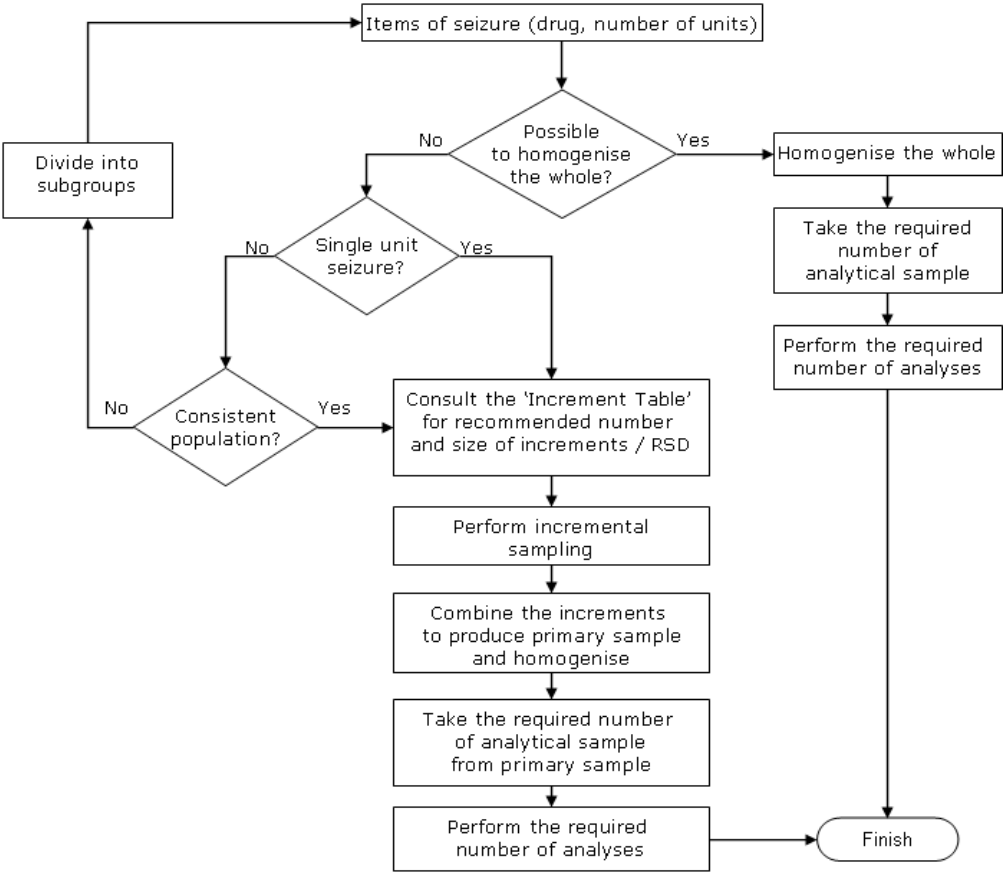 Items of seizure (drug, number of units)
No
Possible
to homogenise
the whole?
Yes
Homogenise the whole
Divide into
subgroups
Take the required
number of
analytical sample
No
Single unit
seizure?
Yes
Perform the required
number of analyses
No
Consistent
population?
Yes
Consult the ‘Increment Table’
for recommended number
and size of increments / RSD
Perform incremental
sampling
Combine the increments
to produce primary sample
and homogenise
Take the required number
of analytical sample
from primary sample
Perform the required
number of analyses
Finish